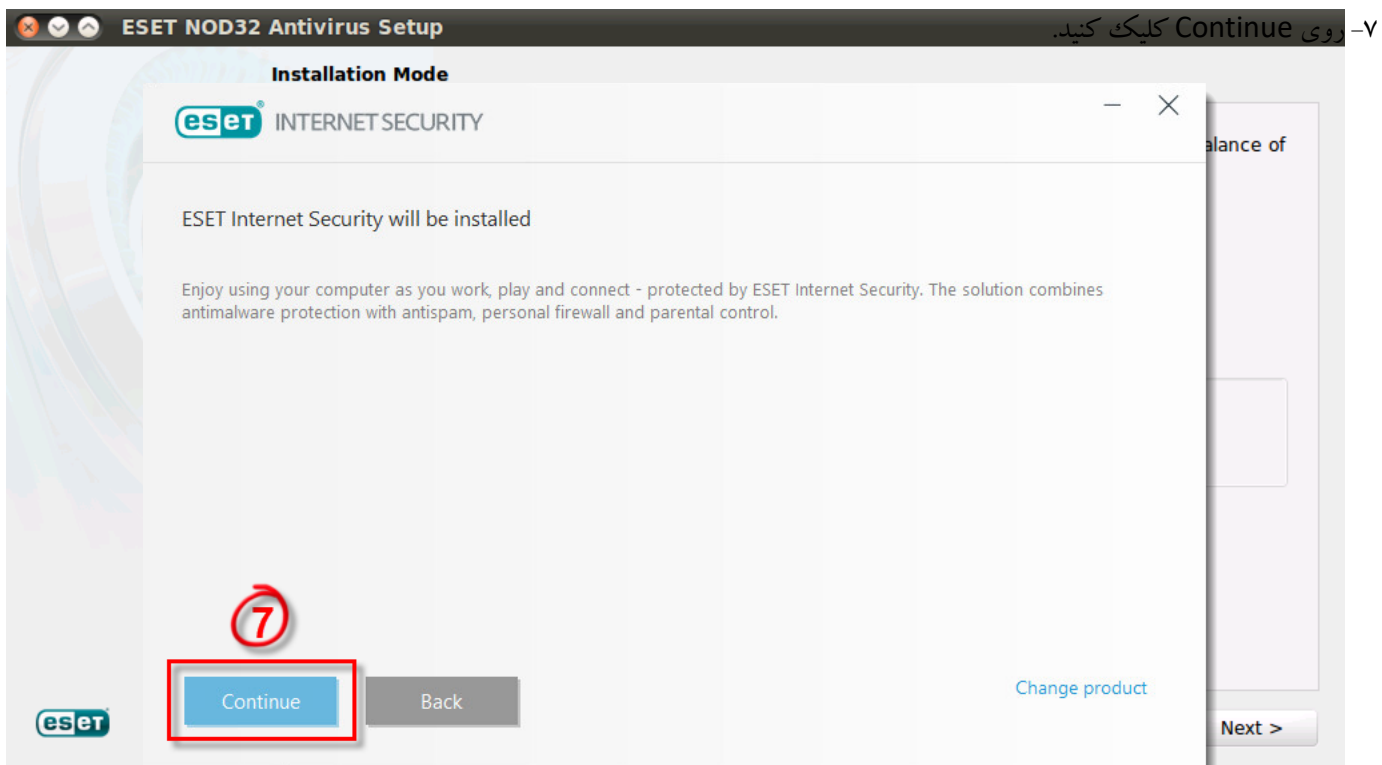 ESET NOD32 Antivirus Setup
۷- روی Continue کلیک کنید.
Installation Mode
eset® INTERNET SECURITY
alance of
ESET Internet Security will be installed
Enjoy using your computer as you work, play and connect - protected by ESET Internet Security. The solution combines
antimalware protection with antispam, personal firewall and parental control.
7
Continue
Back
Change product
eset
Next >